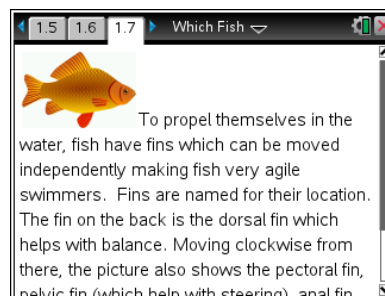 1.5 1.6 1.7 Which Fish
To propel themselves in the
water, fish have fins which can be moved
independently making fish very agile
swimmers.  Fins are named for their location.
The fin on the back is the dorsal fin which
helps with balance. Moving clockwise from
there, the picture also shows the pectoral fin,
pelvic fin (which help with steering), anal fin